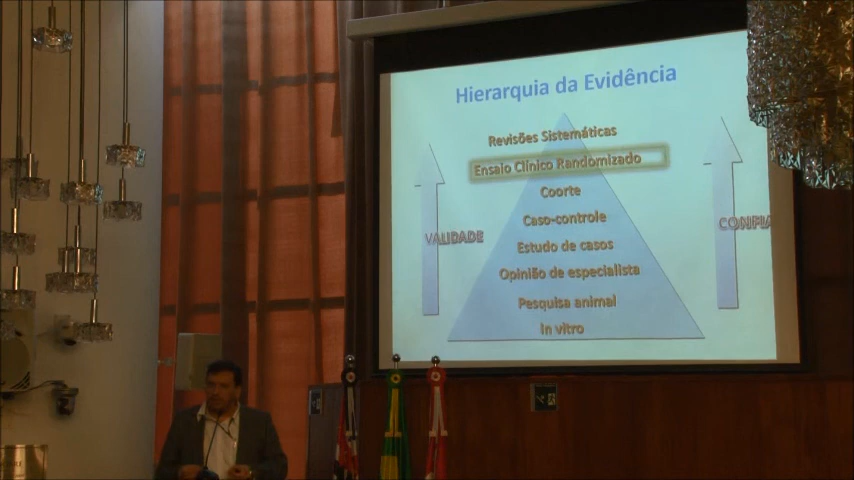 Hierarquia da Evidência
Revisões Sistemáticas
Ensaio Clínico Randomizado
Coorte
Caso-controle
VALIDADE
CONFIA
Estudo de casos
Opinião de especialista
Pesquisa animal
In vitro